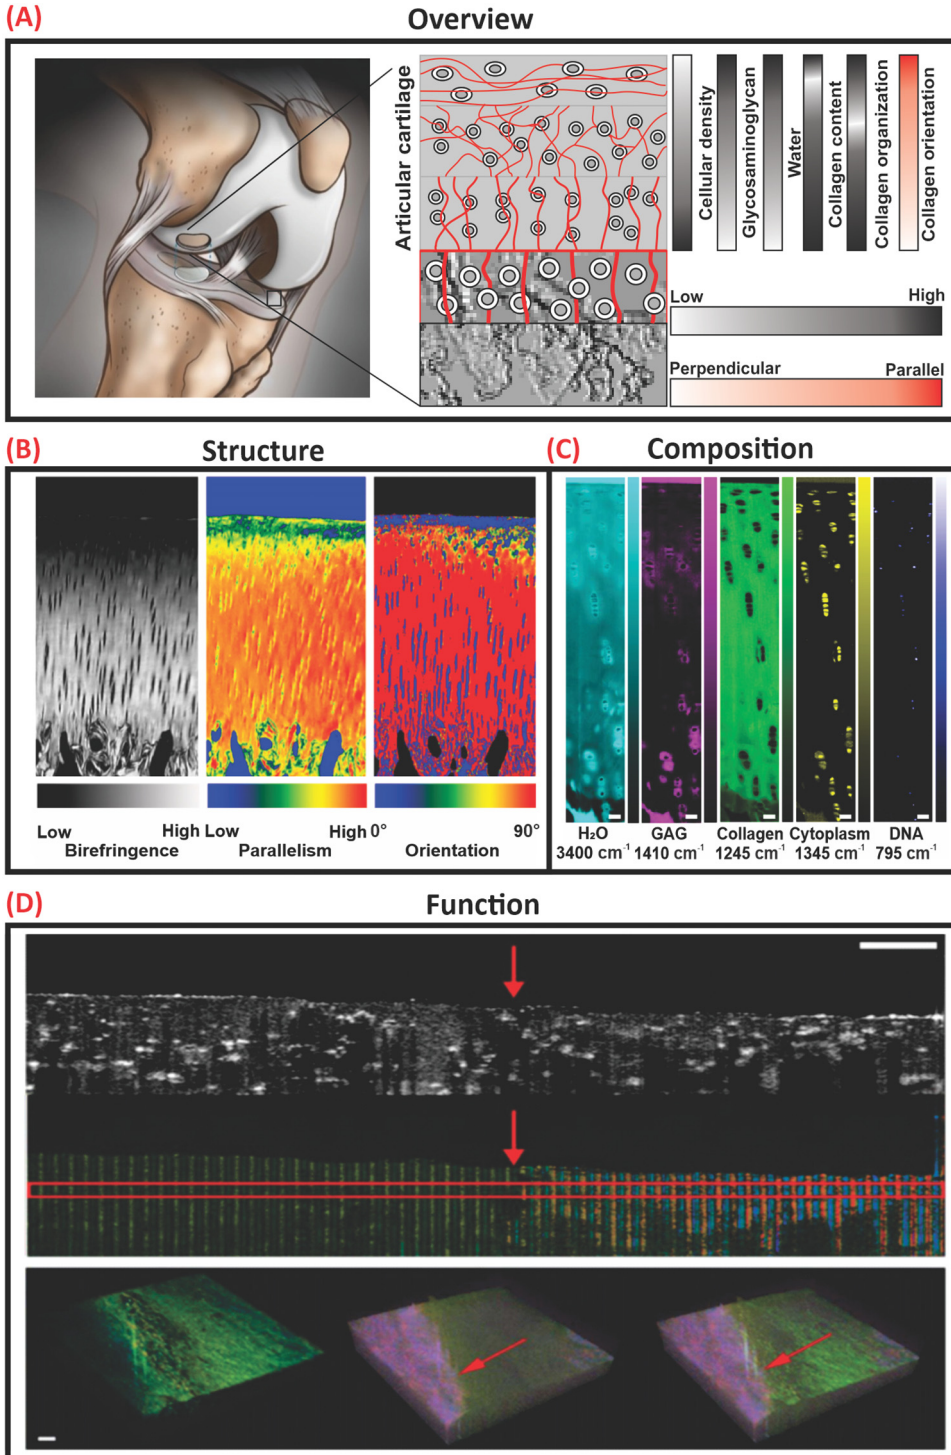 (A)
Overview
Articular cartilage
Cellular density
Glycosaminoglycan
Water
Collagen content
Collagen organization
Collagen orientation
Low High
Perpendicular Parallel
(B)
Structure
Low High
Birefringence
Low High
Parallelism
0° 90°
Orientation
(C)
Composition
H₂O GAG Collagen Cytoplasm DNA
3400 cm⁻¹ 1410 cm⁻¹ 1245 cm⁻¹ 1345 cm⁻¹ 795 cm⁻¹
(D)
Function